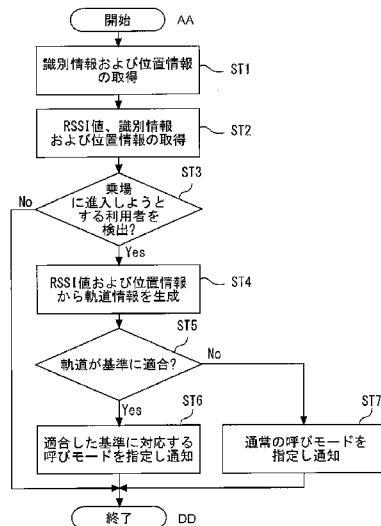 開始 AA
識別情報および位置情報
の取得
ST1
RSSI値、識別情報
および位置情報の取得
ST2
乗場
に進入しようと
する利用者を
検出?
ST3
No
Yes
RSSI値および位置情報
から軌道情報を生成
ST4
軌道が基準に適合?
ST5
No
Yes
適合した基準に対応する
呼びモードを指定し通知
ST6
通常の呼びモードを
指定し通知
ST7
終了 DD